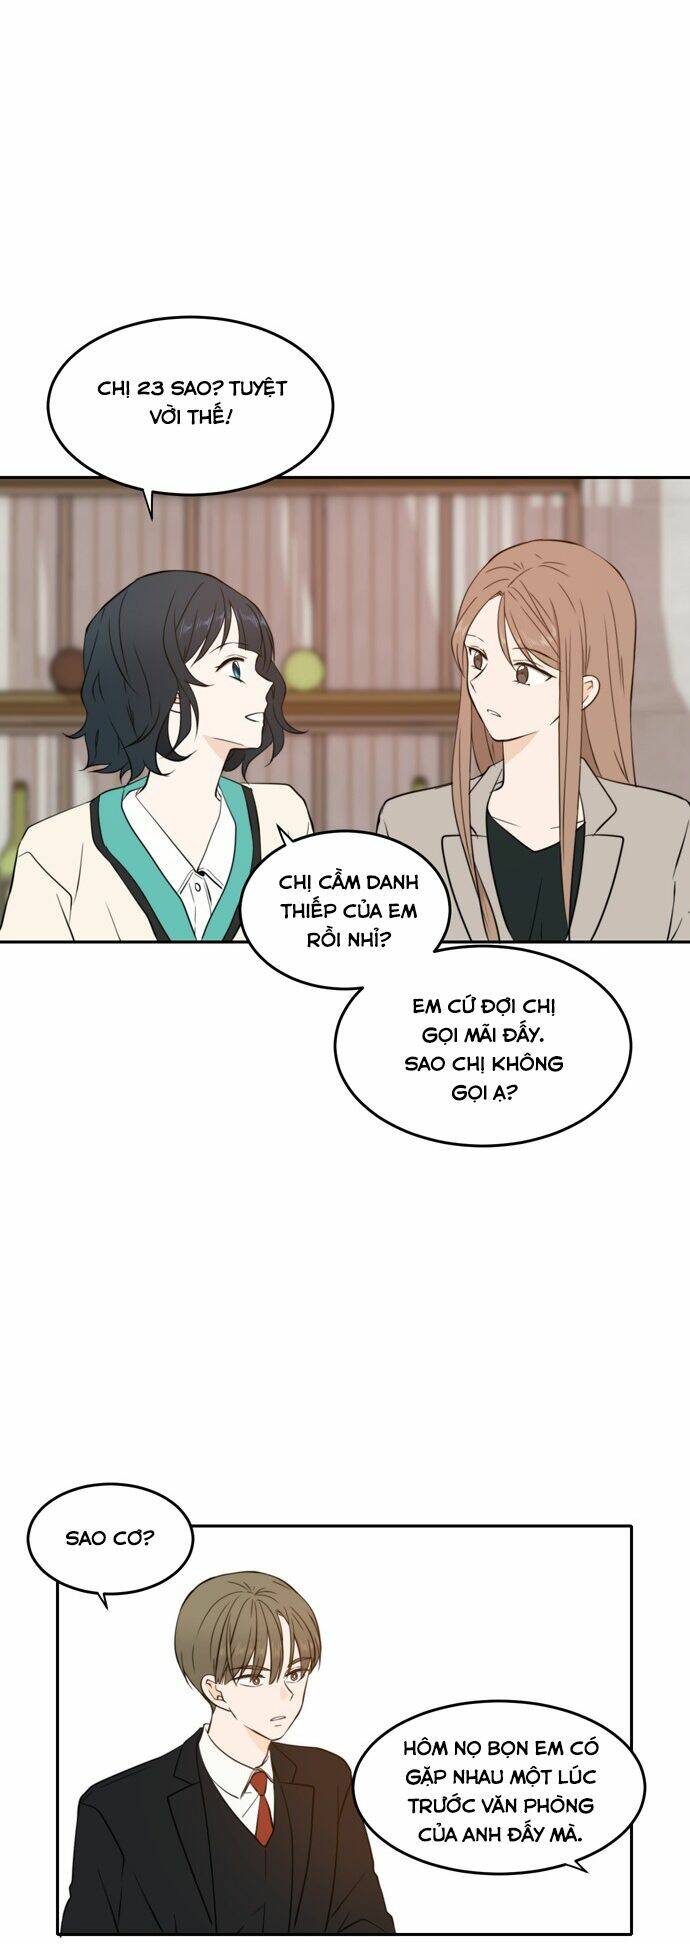 CHỊ 23 SAO? TUYỆT
VỜI THẾ!
CHỊ CẦM DANH
THIẾP CỦA EM
RỒI NHỈ?
EM CỨ ĐỢI CHỊ
GỌI MÃI ĐẤY.
SAO CHỊ KHÔNG
GỌI Ạ?
SAO CƠ?
HÔM NỌ BỌN EM CÓ
GẶP NHAU MỘT LÚC
TRƯỚC VĂN PHÒNG
CỦA ANH ĐẤY MÀ.